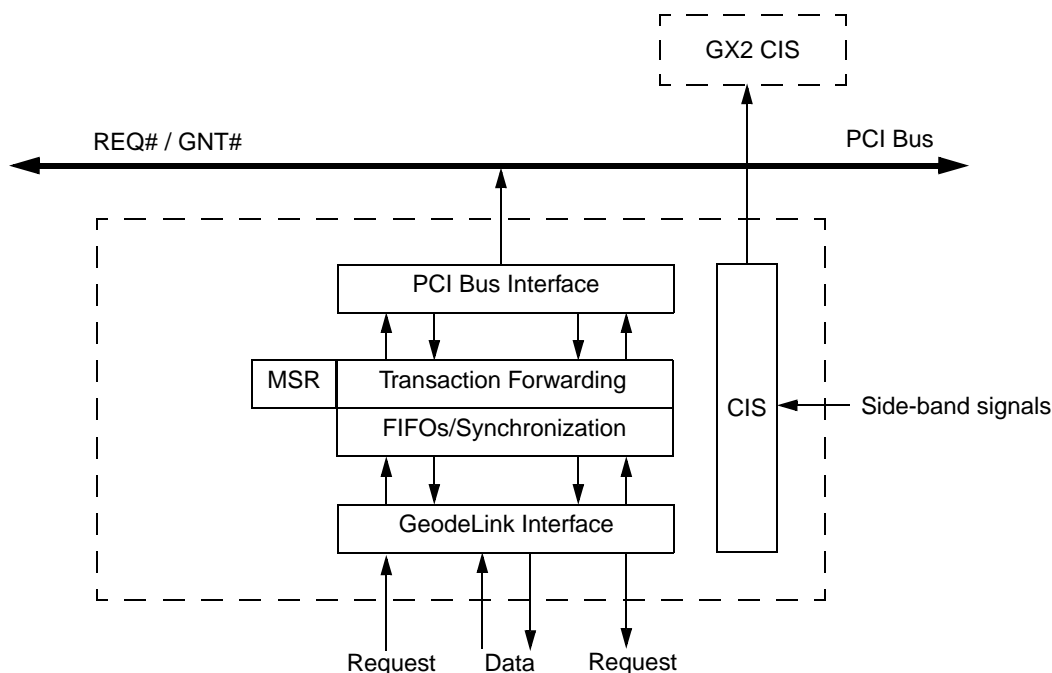 GX2 CIS
REQ# / GNT#
PCI Bus
PCI Bus Interface
MSR
Transaction Forwarding
CIS
Side-band signals
FIFOs/Synchronization
GeodeLink Interface
Request
Data
Request